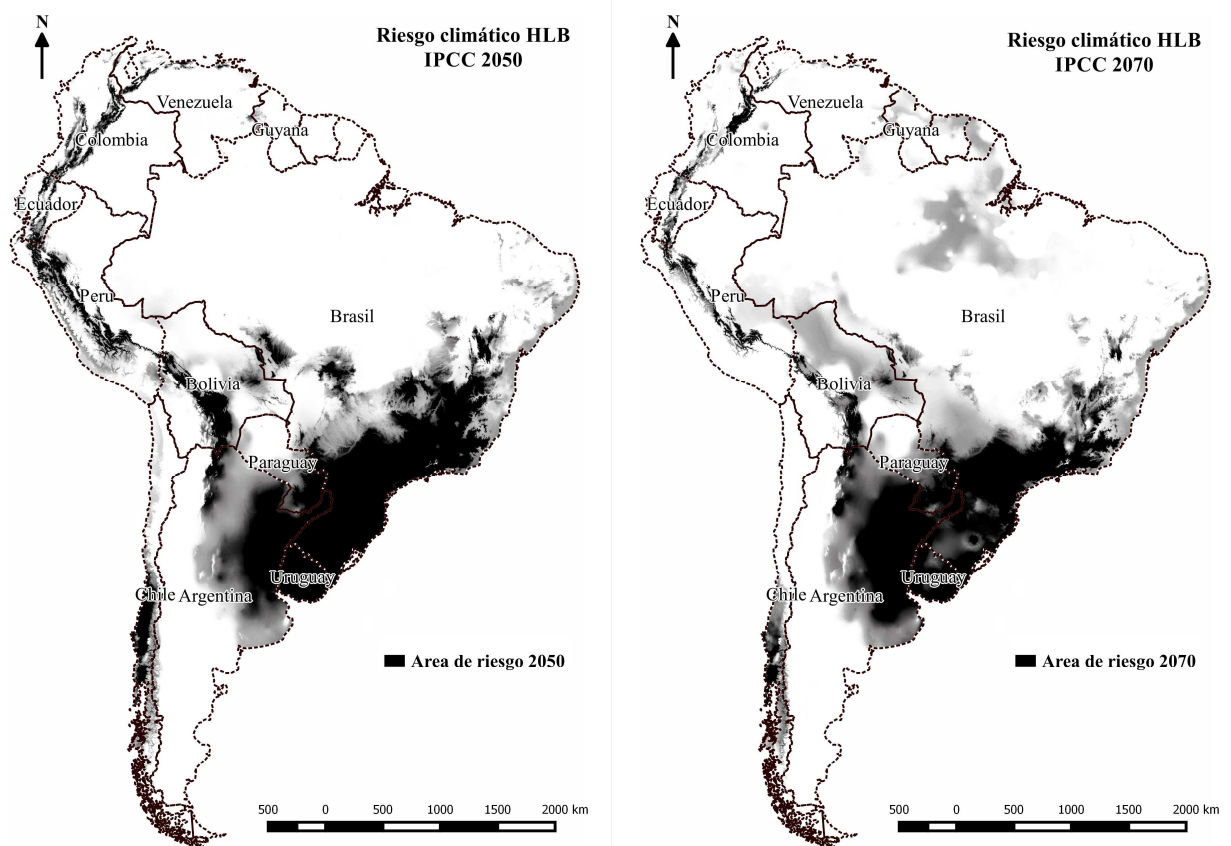 N
Riesgo climático HLB
IPCC 2050
Venezuela
Guyana
Colombia
Ecuador
Peru
Brasil
Bolivia
Paraguay
Uruguay
Chile
Argentina
Area de riesgo 2050
500 0 500 1000 1500 2000 km
N
Riesgo climático HLB
IPCC 2070
Venezuela
Guyana
Colombia
Ecuador
Peru
Brasil
Bolivia
Paraguay
Uruguay
Chile
Argentina
Area de riesgo 2070
500 0 500 1000 1500 2000 km